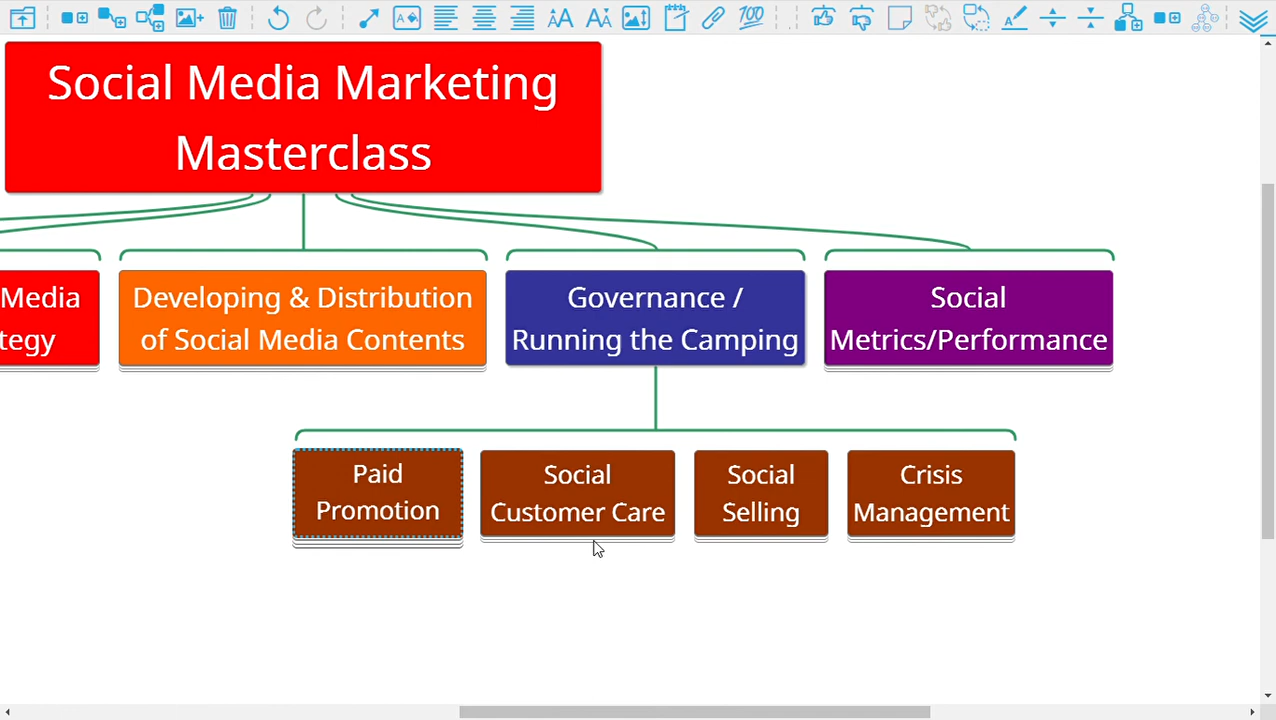 100
Social Media Marketing
Masterclass
Media
tegy
Developing & Distribution
of Social Media Contents
Governance /
Running the Camping
Social
Metrics/Performance
Paid
Promotion
Social
Customer Care
Social
Selling
Crisis
Management